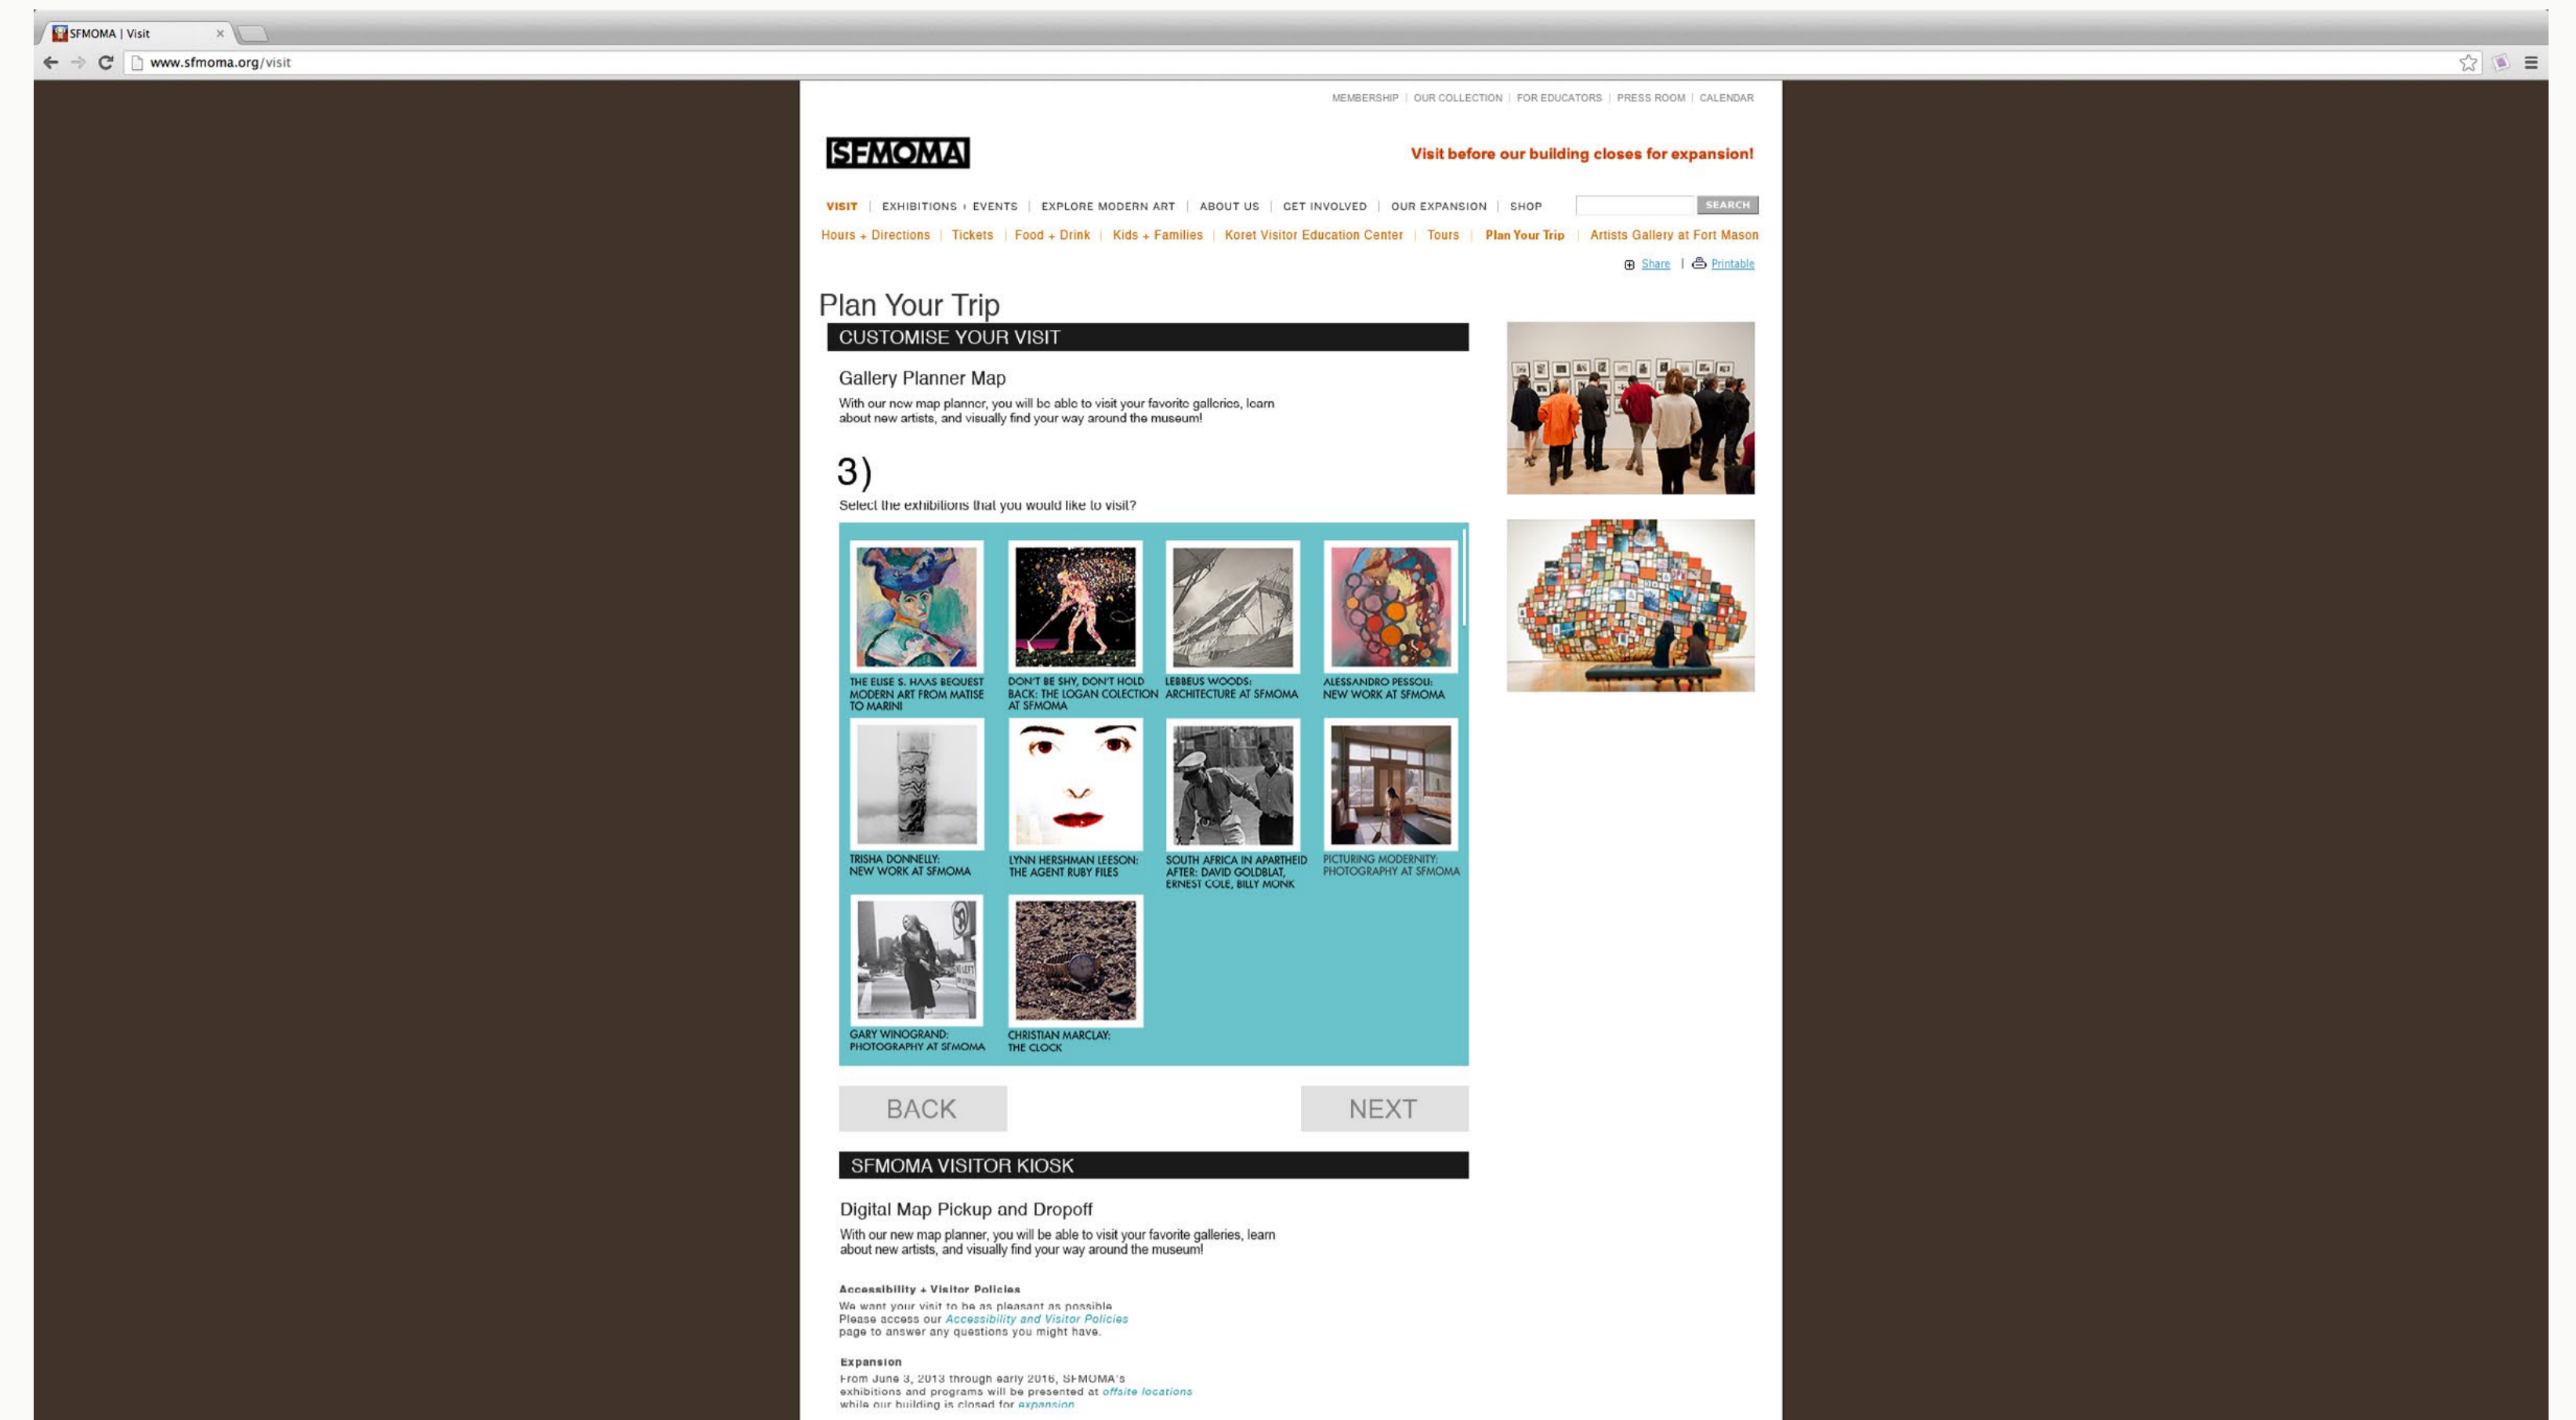 SFMOMA | Visit
www.sfmoma.org/visit
MEMBERSHIP | OUR COLLECTION | FOR EDUCATORS | PRESS ROOM | CALENDAR
SFMOMA
Visit before our building closes for expansion!
VISIT | EXHIBITIONS + EVENTS | EXPLORE MODERN ART | ABOUT US | GET INVOLVED | OUR EXPANSION | SHOP
SEARCH
Hours + Directions | Tickets | Food + Drink | Kids + Families | Koret Visitor Education Center | Tours | Plan Your Trip | Artists Gallery at Fort Mason
Share | Printable
Plan Your Trip
CUSTOMISE YOUR VISIT
Gallery Planner Map
With our new map planner, you will be able to visit your favorite galleries, learn
about new artists, and visually find your way around the museum!
3)
Select the exhibitions that you would like to visit?
THE ELISE S. HAAS BEQUEST
MODERN ART FROM MATISE
TO MARINI
DON'T BE SHY, DON'T HOLD
BACK: THE LOGAN COLECTION
AT SFMOMA
LEBBEUS WOODS:
ARCHITECTURE AT SFMOMA
ALESSANDRO PESSOLI:
NEW WORK AT SFMOMA
TRISHA DONNELLY:
NEW WORK AT SFMOMA
LYNN HERSHMAN LEESON:
THE AGENT RUBY FILES
SOUTH AFRICA IN APARTHEID
AFTER: DAVID GOLDBLAT,
ERNEST COLE, BILLY MONK
PICTURING MODERNITY:
PHOTOGRAPHY AT SFMOMA
NO LEFT
GARY WINOGRAND:
PHOTOGRAPHY AT SFMOMA
CHRISTIAN MARCLAY:
THE CLOCK
BACK
NEXT
SFMOMA VISITOR KIOSK
Digital Map Pickup and Dropoff
With our new map planner, you will be able to visit your favorite galleries, learn
about new artists, and visually find your way around the museum!
Accessibility + Visitor Policies
We want your visit to be as pleasant as possible
Please access our Accessibility and Visitor Policies
page to answer any questions you might have.
Expansion
From June 3, 2013 through early 2016, SFMOMA's
exhibitions and programs will be presented at offsite locations
while our building is closed for expansion